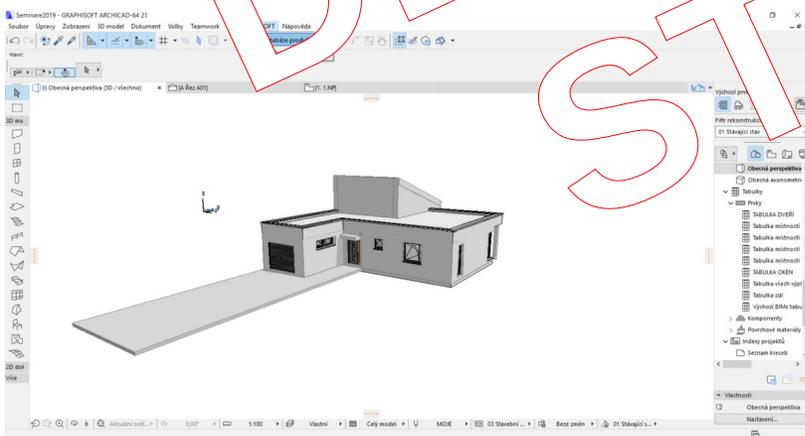 Seminare2019 - GRAPHISOFT ARCHICAD-64 21
Soubor Úpravy Zobrazení 3D model Dokument Volby Teamwork OFT Nápověda
Hlavní
(!) Obecná perspektiva [3D / všechno]
[A Řez A01]
[1. 1.NP]
3D mo
2D dol
Více
Filtr rekonstrukc
01 Stávající stav
Obecná perspektiva
Obecná axonometri
Tabulky
Prvky
TABULKA DVEŘÍ
Tabulka místností
Tabulka místností
Tabulka místností
Tabulka místností
TABULKA OKEN
Tabulka všech výpl
Tabulka zdí
Výchozí BIMx tabu
Komponenty
Povrchové materiály
Indexy projektů
Seznam kreseb
Vlastnosti
Obecná perspektiva
Nastavení...
Aktuální zvět...
0,00°
1:100
Vlastní
Celý model
MOJE
03 Stavební ...
Beze změn
01 Stávající s...
ST